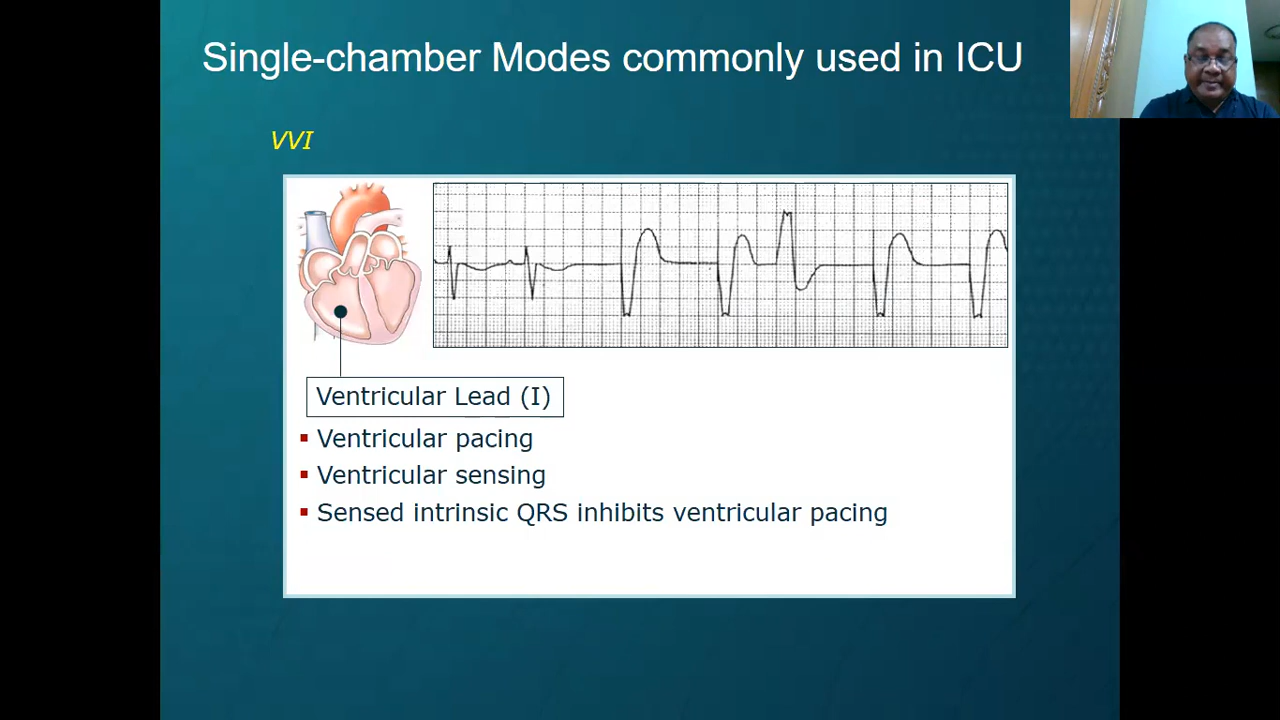 Single-chamber Modes commonly used in ICU
VVI
Ventricular Lead (I)
▪ Ventricular pacing
▪ Ventricular sensing
▪ Sensed intrinsic QRS inhibits ventricular pacing